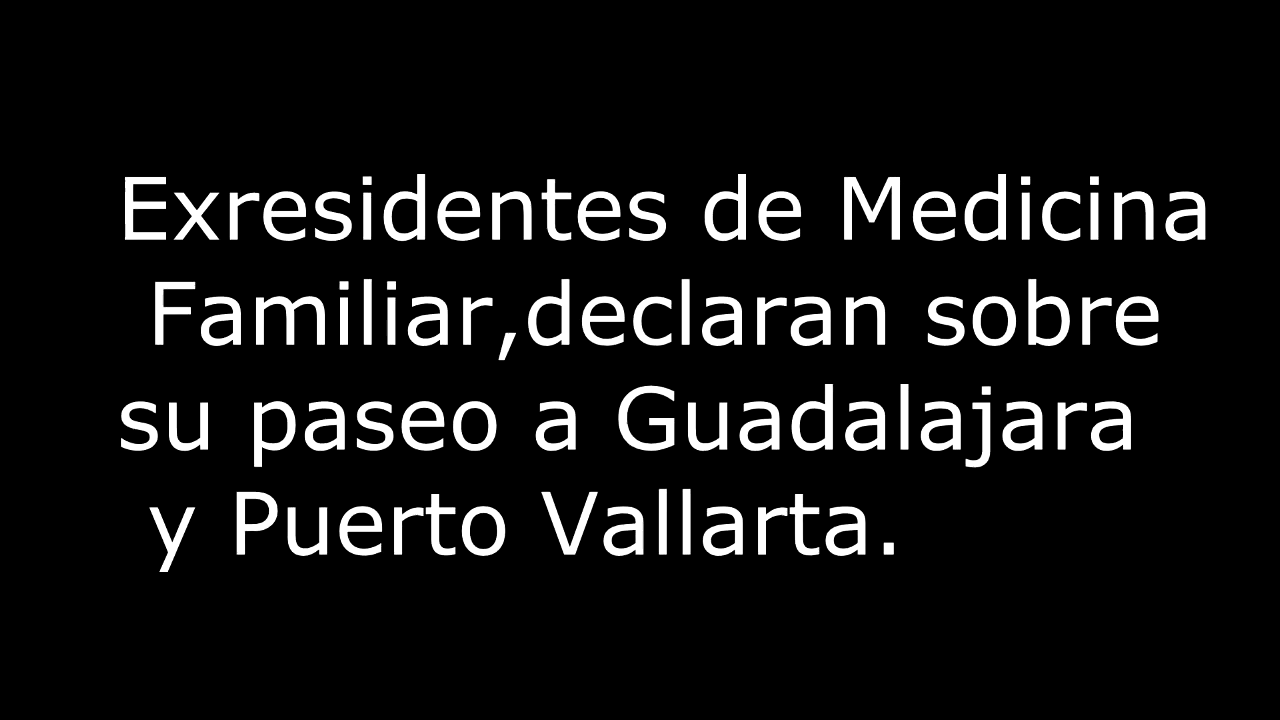 Exresidentes de Medicina
Familiar,declaran sobre
su paseo a Guadalajara
y Puerto Vallarta.